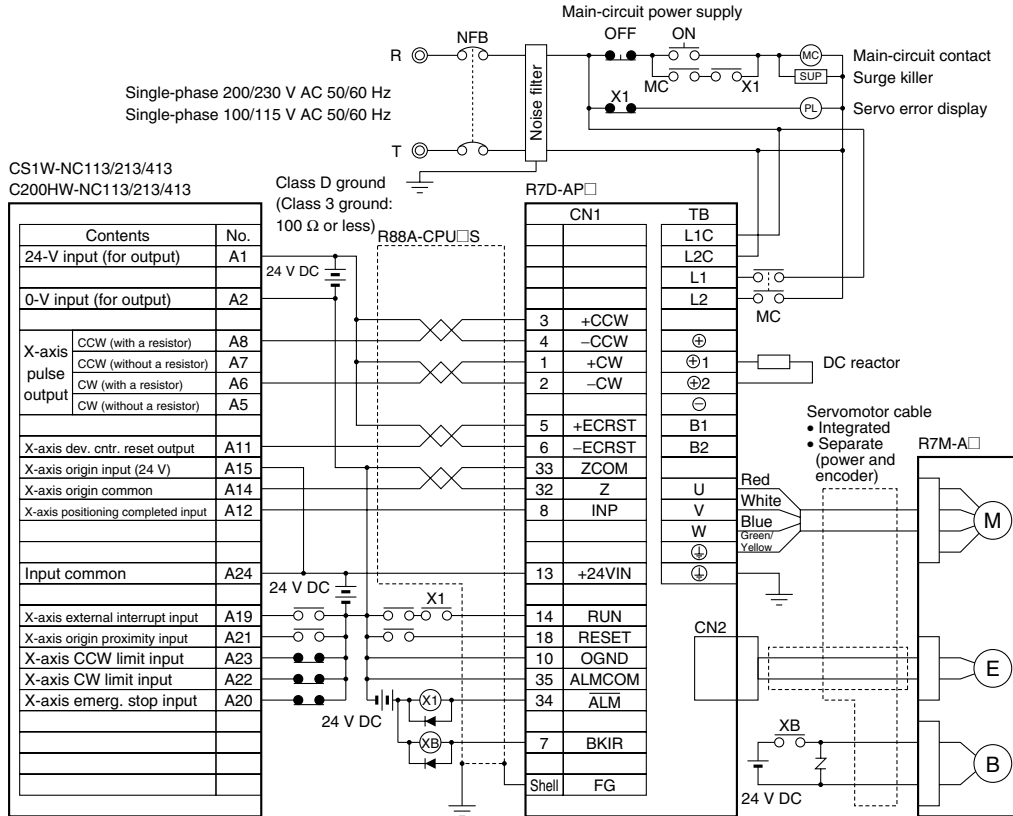 Main-circuit power supply
OFF ON
NFB
R
MC
Main-circuit contact
SUP
Surge killer
MC X1
X1
PL
Servo error display
Noise filter
Single-phase 200/230 V AC 50/60 Hz
Single-phase 100/115 V AC 50/60 Hz
T
CS1W-NC113/213/413
C200HW-NC113/213/413
Class D ground
(Class 3 ground:
100 Ω or less)
R88A-CPU□S
R7D-AP□
Contents No.
24-V input (for output) A1
0-V input (for output) A2
X-axis pulse output
CCW (with a resistor) A8
CCW (without a resistor) A7
CW (with a resistor) A6
CW (without a resistor) A5
X-axis dev. cntr. reset output A11
X-axis origin input (24 V) A15
X-axis origin common A14
X-axis positioning completed input A12
Input common A24
X-axis external interrupt input A19
X-axis origin proximity input A21
X-axis CCW limit input A23
X-axis CW limit input A22
X-axis emerg. stop input A20
24 V DC
24 V DC
X1
24 V DC
X1
XB
CN1
3 +CCW
4 −CCW
1 +CW
2 −CW
5 +ECRST
6 −ECRST
33 ZCOM
32 Z
8 INP
13 +24VIN
14 RUN
18 RESET
10 OGND
35 ALMCOM
34 ALM
7 BKIR
Shell FG
TB
L1C
L2C
L1
L2
MC
⊕
⊕1
⊕2
DC reactor
⊖
B1
B2
U
V
W
Red
White
Blue
Green/
Yellow
Servomotor cable
• Integrated
• Separate
(power and
encoder)
R7M-A□
M
CN2
E
XB
24 V DC
B